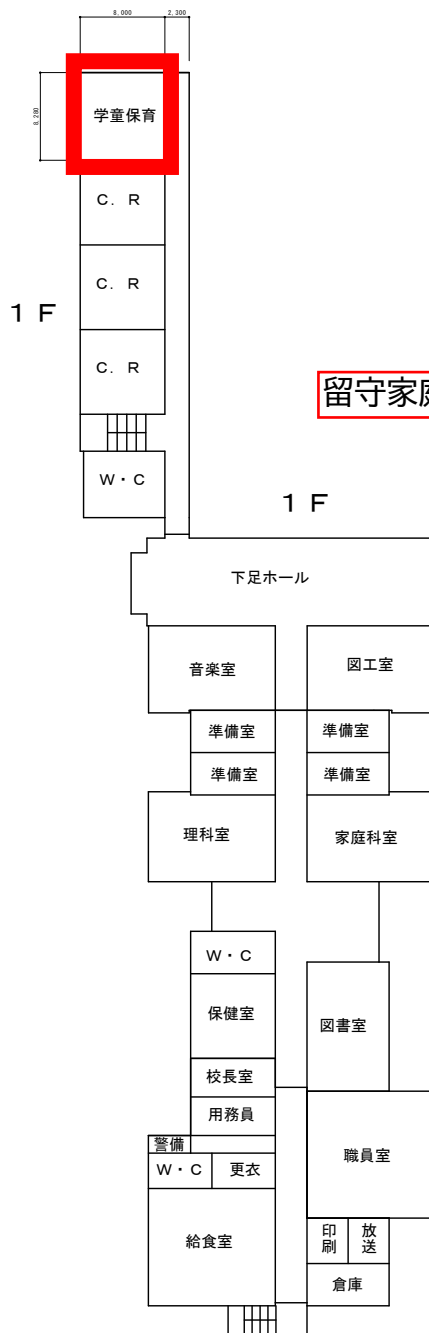 8,000
2,300
8,280
学童保育
Ｃ．Ｒ
Ｃ．Ｒ
１Ｆ
Ｃ．Ｒ
留守家庭
Ｗ・Ｃ
１Ｆ
下足ホール
音楽室
図工室
準備室
準備室
準備室
準備室
理科室
家庭科室
Ｗ・Ｃ
保健室
図書室
校長室
用務員
警備
職員室
Ｗ・Ｃ
更衣
給食室
印刷
放送
倉庫